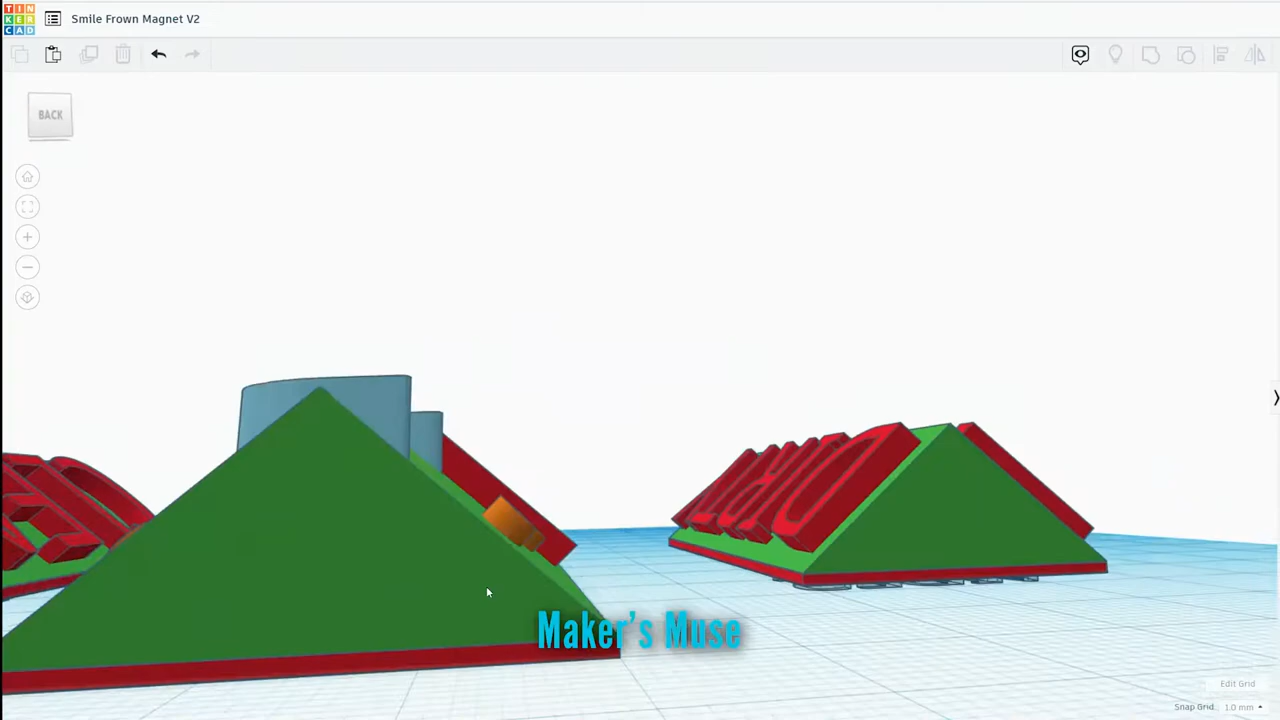 TIN
KER
CAD
Smile Frown Magnet V2
BACK
Maker's Muse
Edit Grid
Snap Grid 1.0 mm